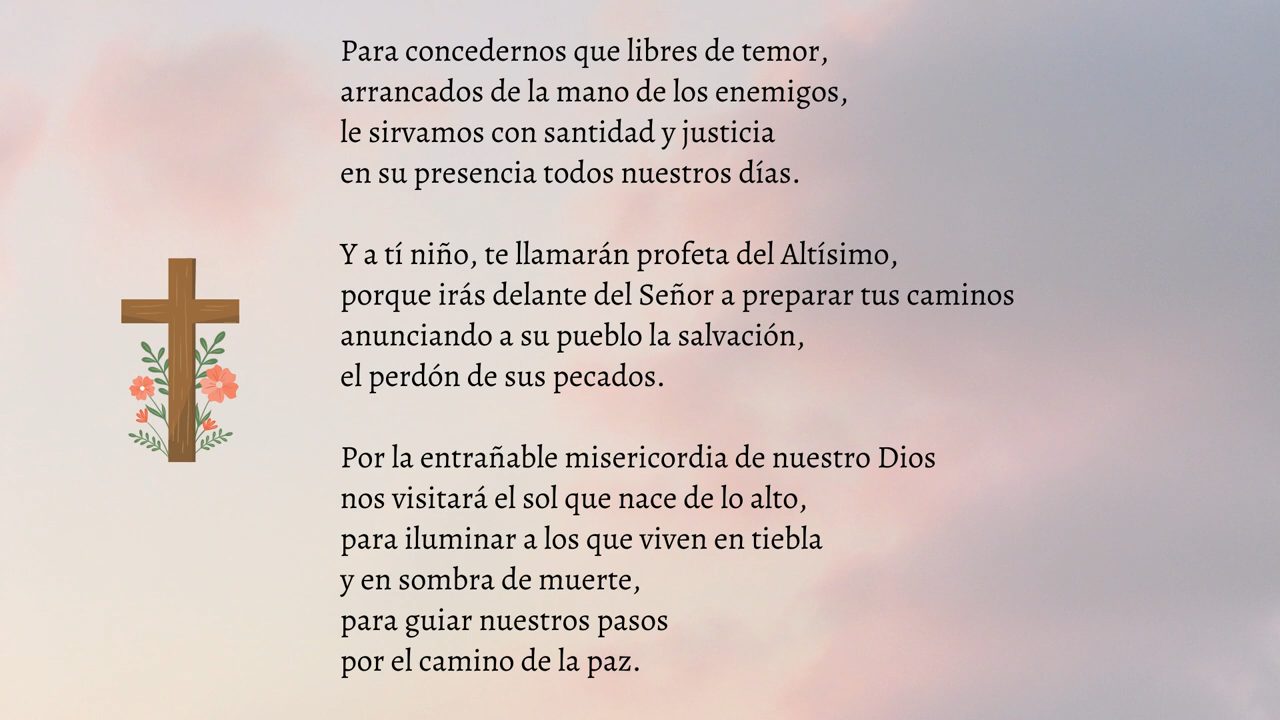 Para concedernos que libres de temor,
arrancados de la mano de los enemigos,
le sirvamos con santidad y justicia
en su presencia todos nuestros días.
Y a tí niño, te llamarán profeta del Altísimo,
porque irás delante del Señor a preparar tus caminos
anunciando a su pueblo la salvación,
el perdón de sus pecados.
Por la entrañable misericordia de nuestro Dios
nos visitará el sol que nace de lo alto,
para iluminar a los que viven en tiebla
y en sombra de muerte,
para guiar nuestros pasos
por el camino de la paz.